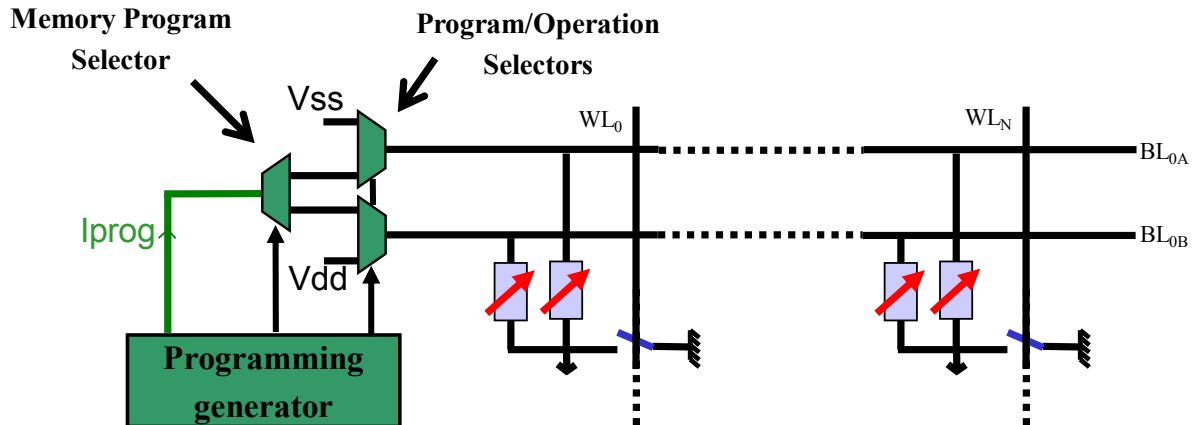 Memory Program
Selector
Program/Operation
Selectors
Vss
WL0
WLN
BL0A
Iprog
BL0B
Vdd
Programming
generator